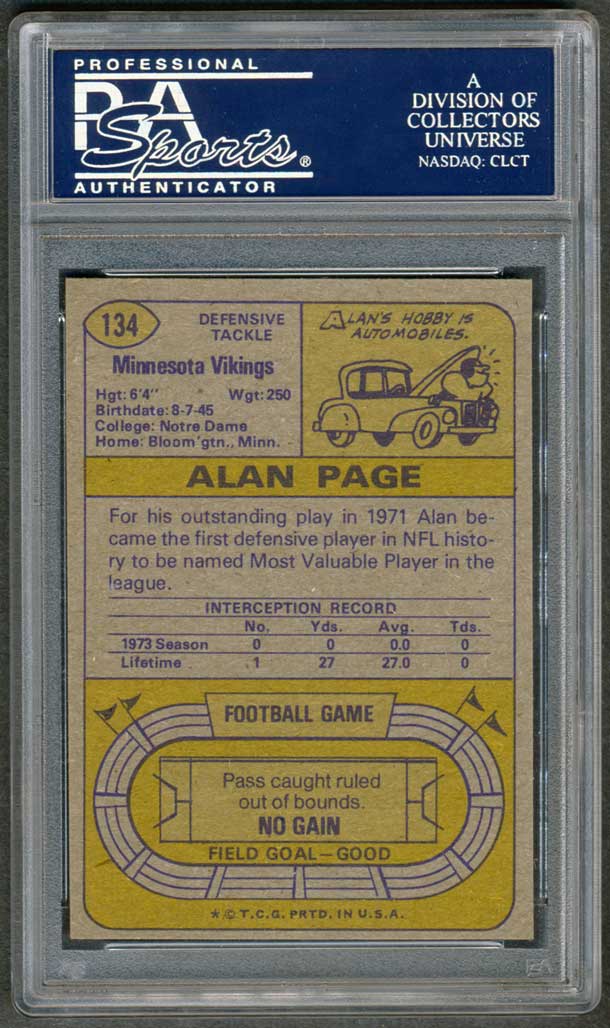 PROFESSIONAL
PSA
Sports®
AUTHENTICATOR
A
DIVISION OF
COLLECTORS
UNIVERSE
NASDAQ: CLCT
134
DEFENSIVE
TACKLE
Minnesota Vikings
Hgt: 6'4" Wgt: 250
Birthdate: 8-7-45
College: Notre Dame
Home: Bloom'gtn., Minn.
ALAN'S HOBBY IS
AUTOMOBILES.
ALAN PAGE
For his outstanding play in 1971 Alan be-
came the first defensive player in NFL histo-
ry to be named Most Valuable Player in the
league.
INTERCEPTION RECORD
No. Yds. Avg. Tds.
1973 Season 0 0 0.0 0
Lifetime 1 27 27.0 0
FOOTBALL GAME
Pass caught ruled
out of bounds.
NO GAIN
FIELD GOAL—GOOD
* © T.C.G. PRTD. IN U.S.A.